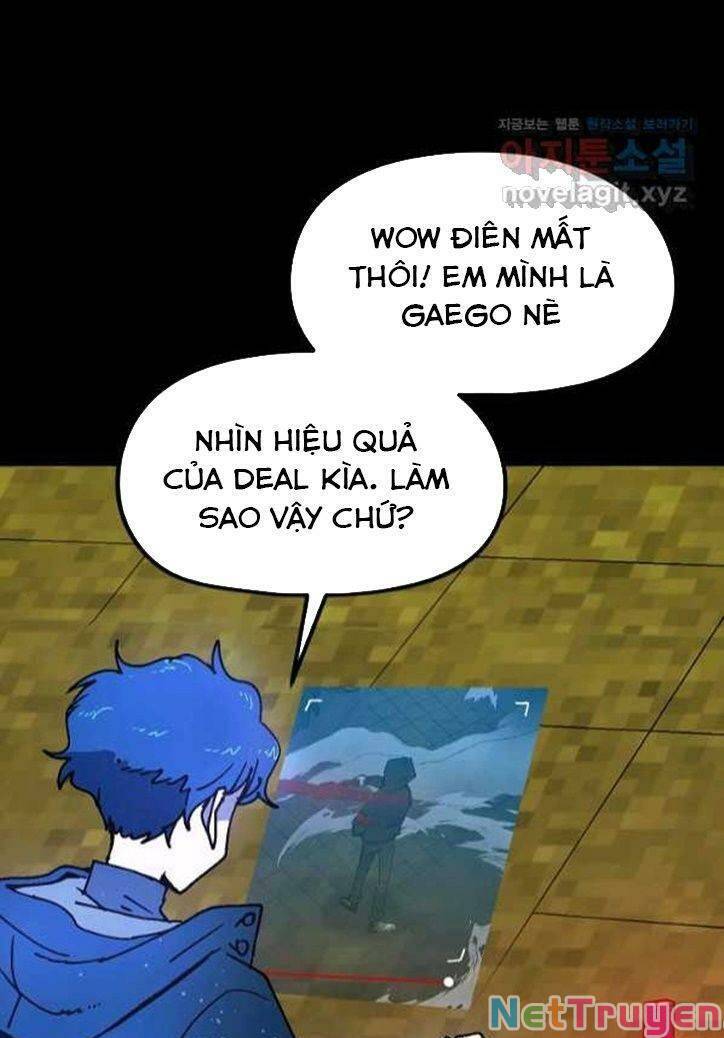 지금보는 웹툰 원작소설 보러가기
아지툰소설
novelagit.xyz
WOW ĐIÊN MẤT
THÔI! EM MÌNH LÀ
GAEGO NÈ
NHÌN HIỆU QUẢ
CỦA DEAL KÌA. LÀM
SAO VẬY CHỨ?
NetTruyen